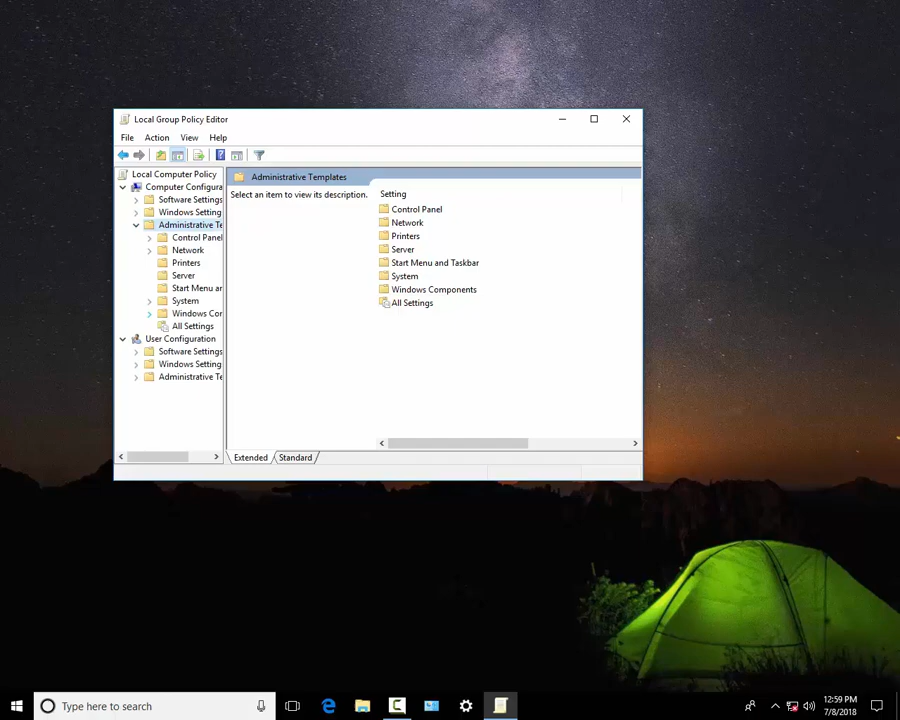 Local Group Policy Editor
File Action View Help
Local Computer Policy
Computer Configura
Software Settings
Windows Setting
Administrative Te
Control Panel
Network
Printers
Server
Start Menu ar
System
Windows Cor
All Settings
User Configuration
Software Settings
Windows Setting
Administrative Te
Administrative Templates
Select an item to view its description.
Setting
Control Panel
Network
Printers
Server
Start Menu and Taskbar
System
Windows Components
All Settings
Extended Standard
Type here to search
12:59 PM
7/8/2018